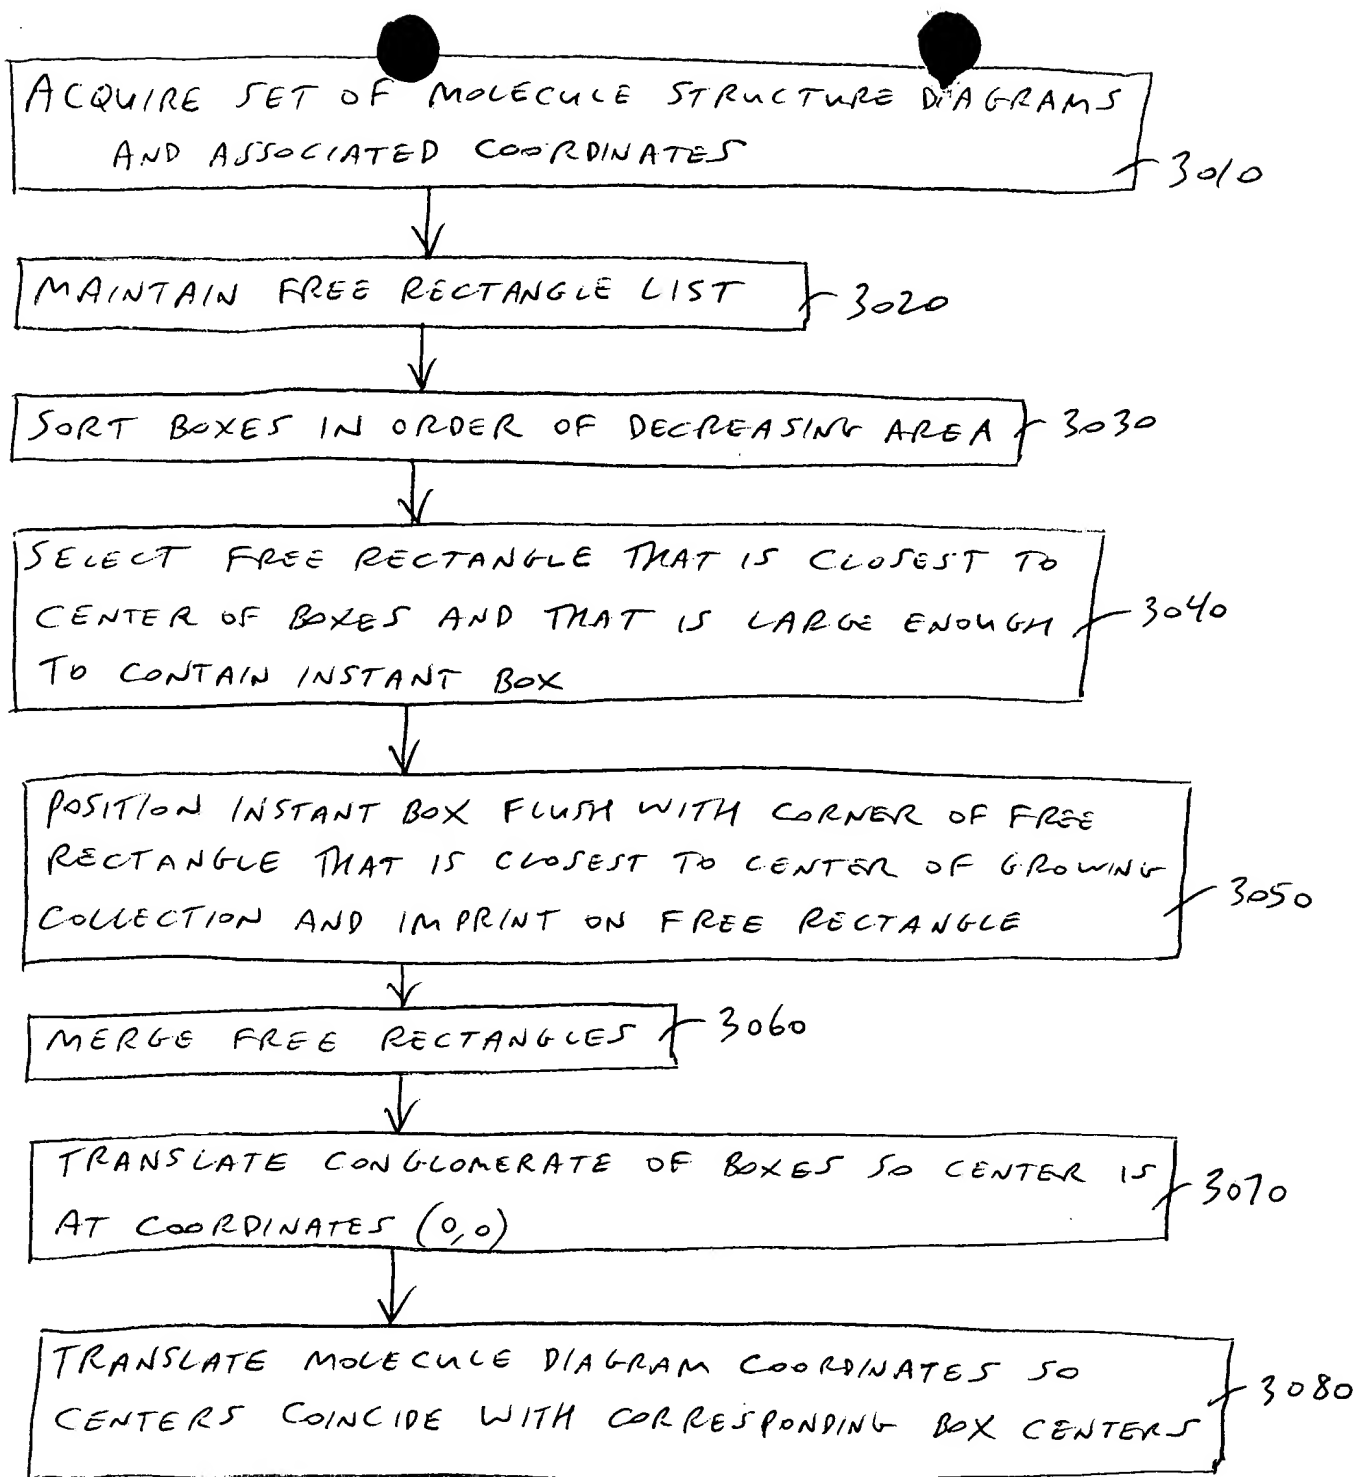 ACQUIRE SET OF MOLECULE STRUCTURE DIAGRAMS
AND ASSOCIATED COORDINATES
3010
MAINTAIN FREE RECTANGLE LIST
3020
SORT BOXES IN ORDER OF DECREASING AREA
3030
SELECT FREE RECTANGLE THAT IS CLOSEST TO
CENTER OF BOXES AND THAT IS LARGE ENOUGH
TO CONTAIN INSTANT BOX
3040
POSITION INSTANT BOX FLUSH WITH CORNER OF FREE
RECTANGLE THAT IS CLOSEST TO CENTER OF GROWING
COLLECTION AND IMPRINT ON FREE RECTANGLE
3050
MERGE FREE RECTANGLES
3060
TRANSLATE CONGLOMERATE OF BOXES SO CENTER IS
AT COORDINATES (0,0)
3070
TRANSLATE MOLECULE DIAGRAM COORDINATES SO
CENTERS COINCIDE WITH CORRESPONDING BOX CENTERS
3080